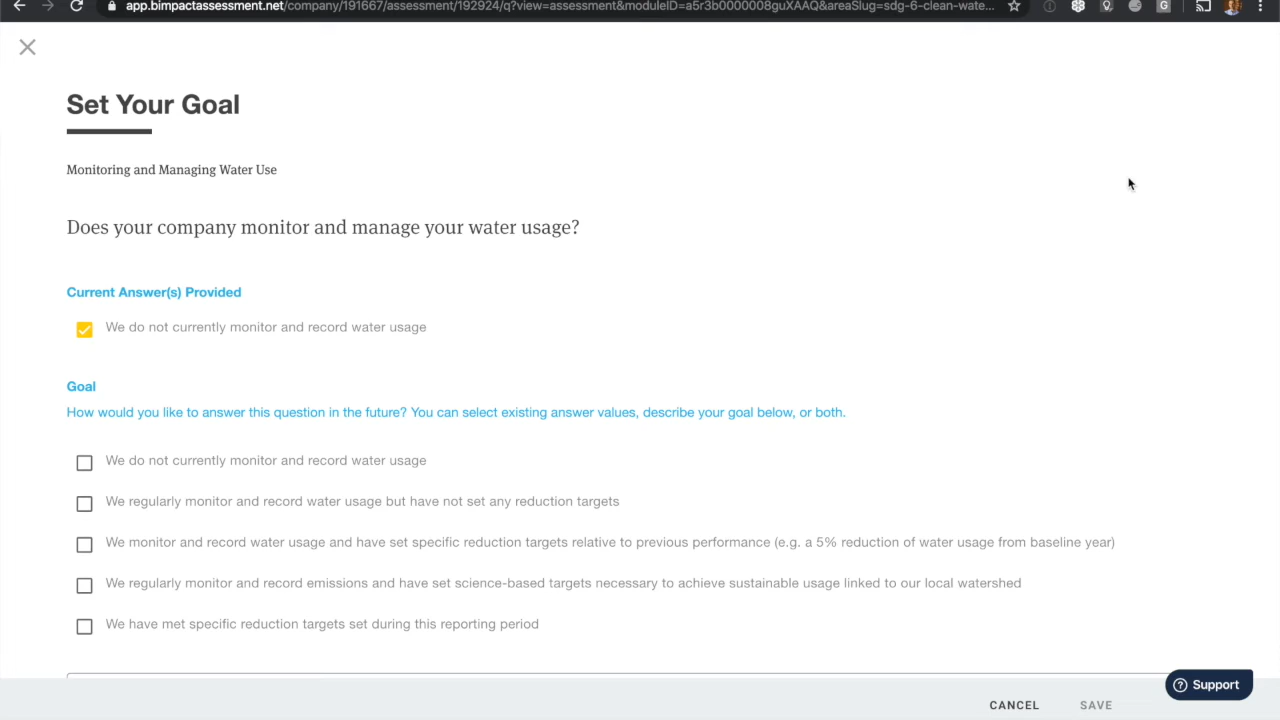 app.bimpactassessment.net/company/191667/assessment/192924/q?view=assessment&moduleID=a5r3b0000008guXAAQ&areaSlug=sdg-6-clean-wate...
Set Your Goal
Monitoring and Managing Water Use
Does your company monitor and manage your water usage?
Current Answer(s) Provided
We do not currently monitor and record water usage
Goal
How would you like to answer this question in the future? You can select existing answer values, describe your goal below, or both.
We do not currently monitor and record water usage
We regularly monitor and record water usage but have not set any reduction targets
We monitor and record water usage and have set specific reduction targets relative to previous performance (e.g. a 5% reduction of water usage from baseline year)
We regularly monitor and record emissions and have set science-based targets necessary to achieve sustainable usage linked to our local watershed
We have met specific reduction targets set during this reporting period
Support
CANCEL SAVE